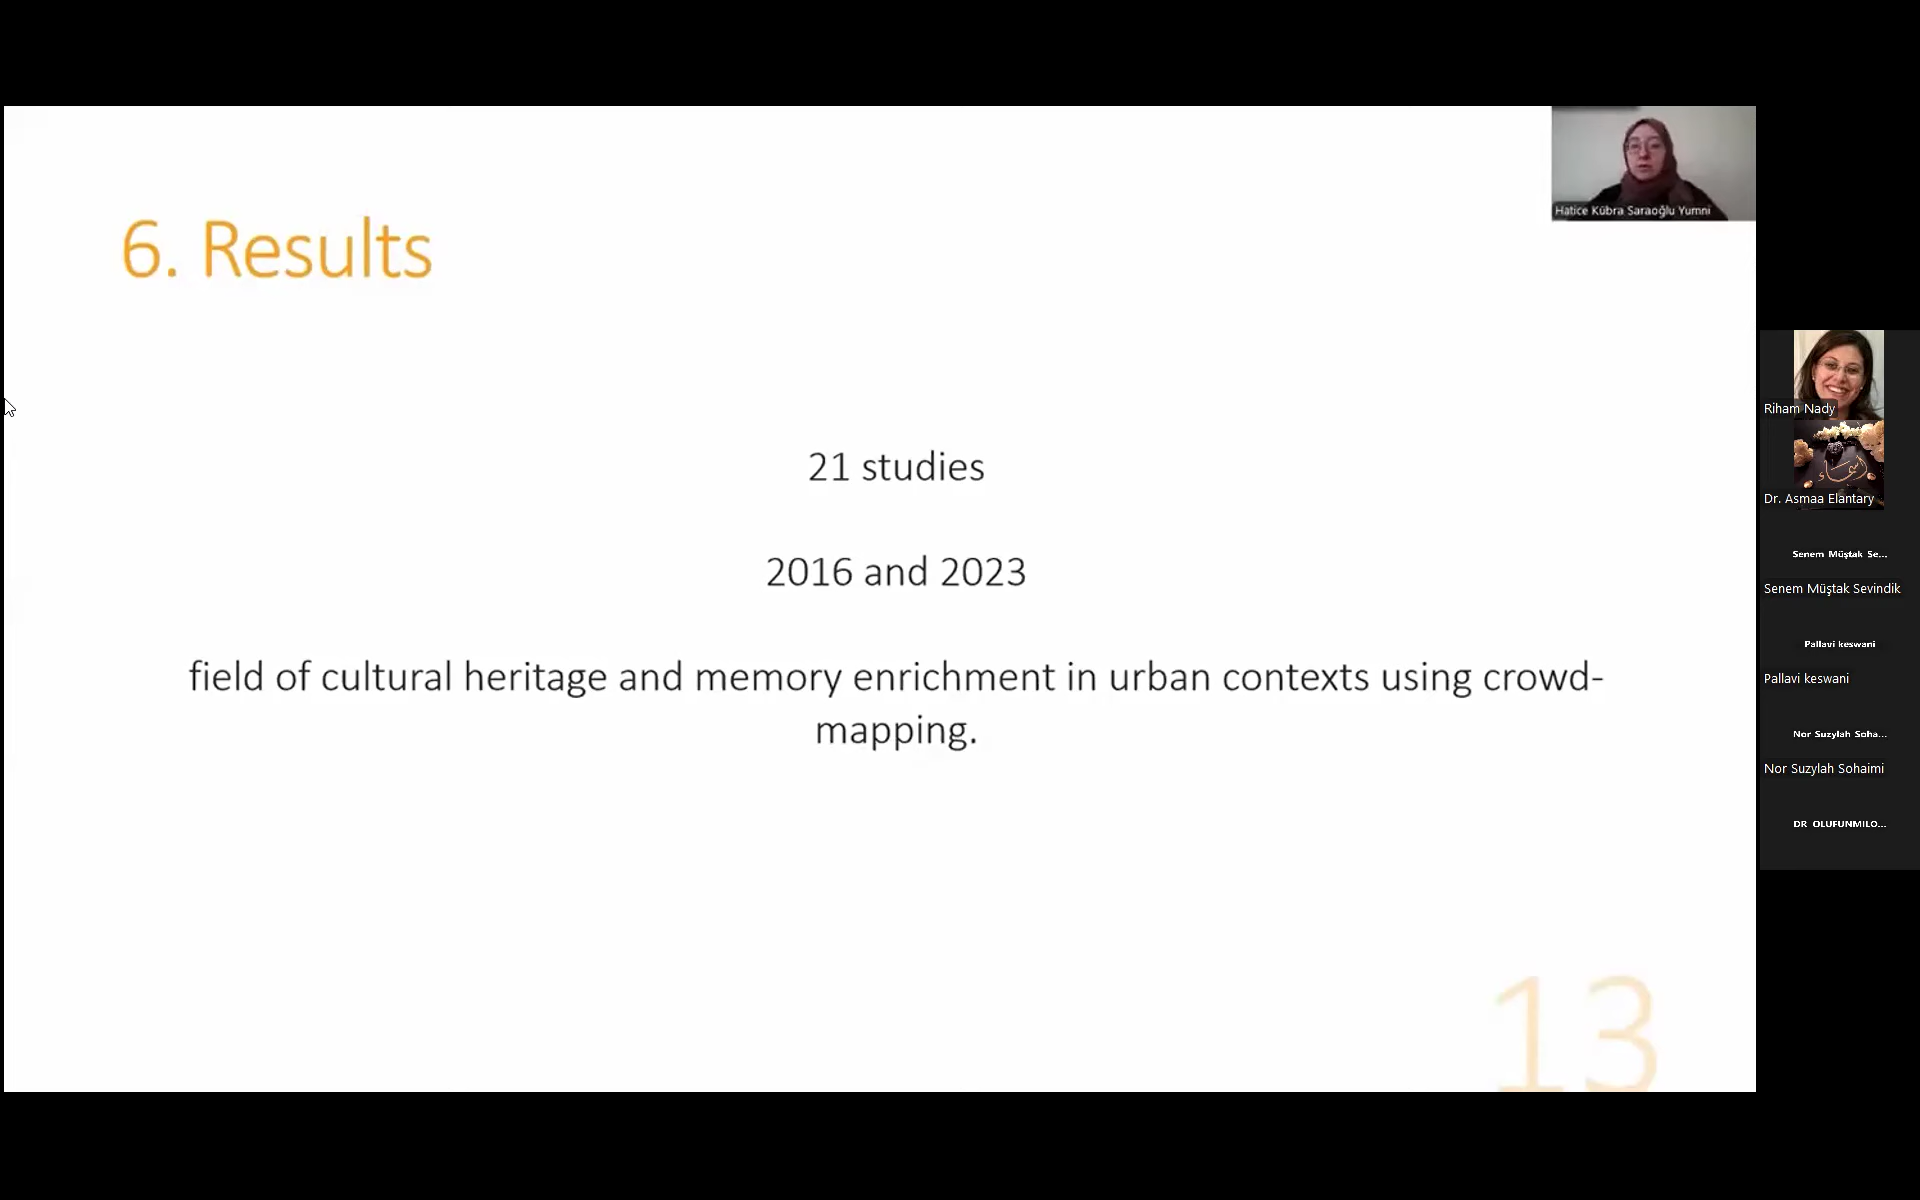 6. Results
21 studies
2016 and 2023
field of cultural heritage and memory enrichment in urban contexts using crowd-
mapping.
13
Hatice Kübra Saraoğlu Yumni
Riham Nady
أسماء
Dr. Asmaa Elantary
Senem Müştak Se...
Senem Müştak Sevindik
Pallavi keswani
Pallavi keswani
Nor Suzylah Soha...
Nor Suzylah Sohaimi
DR OLUFUNMILO...